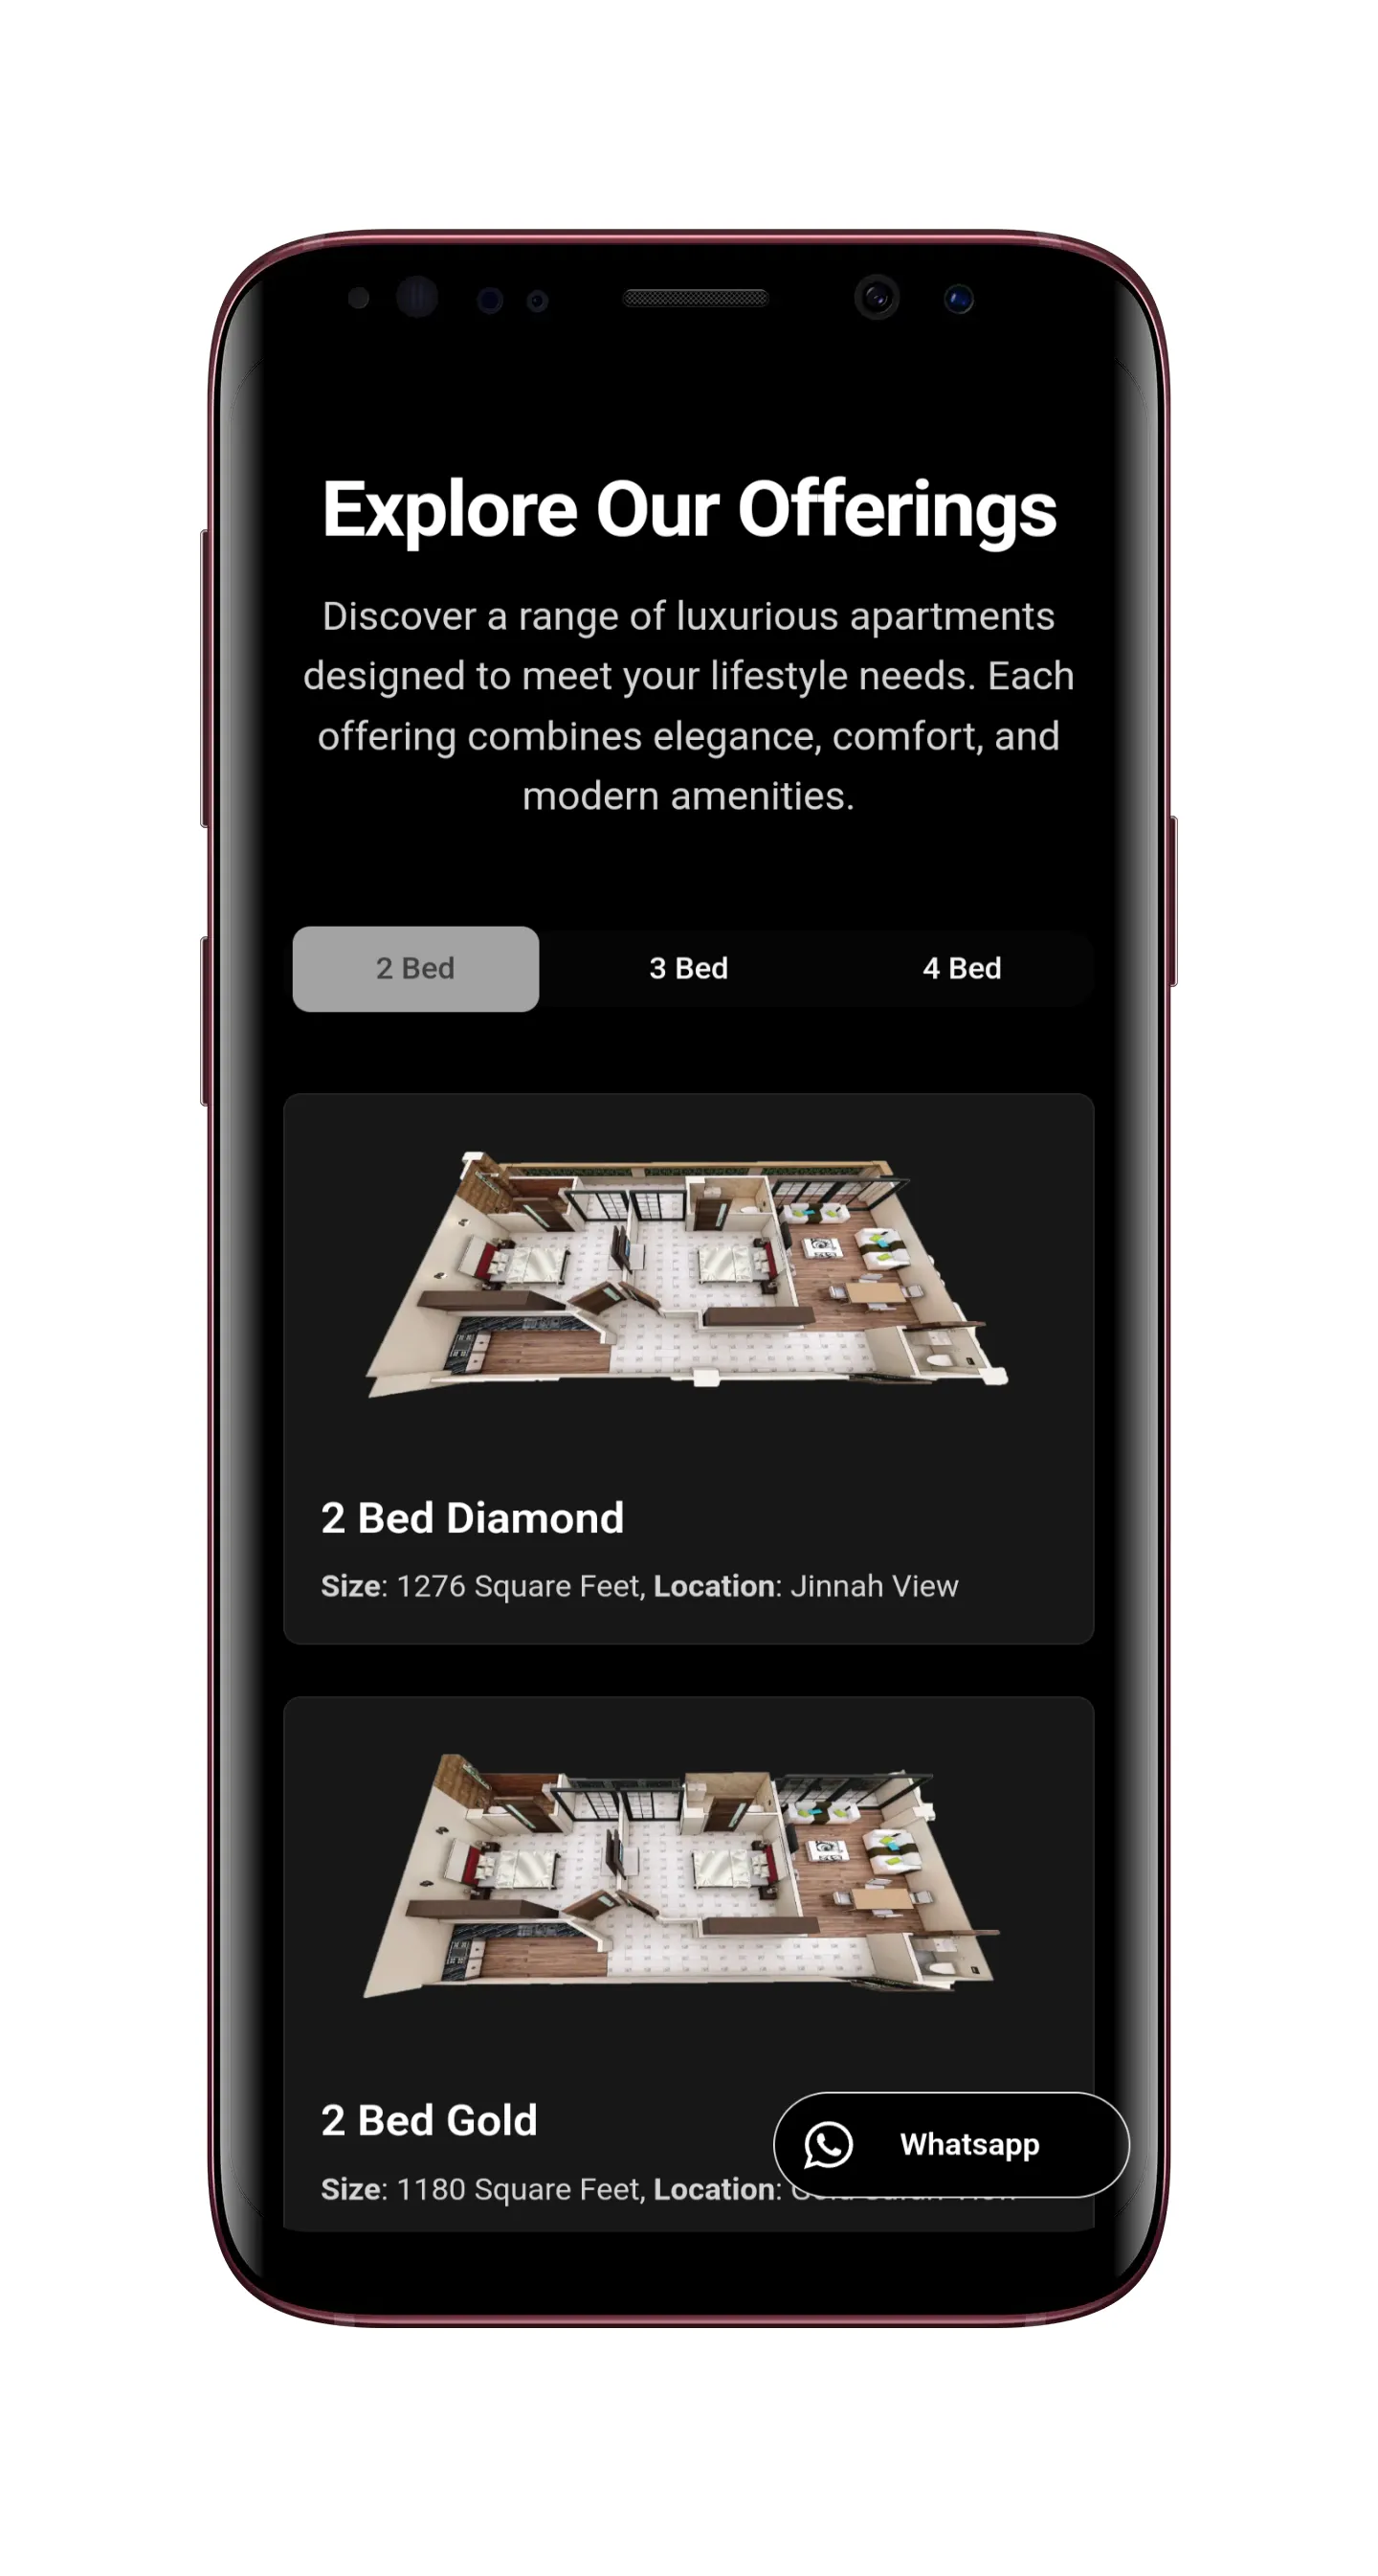 Explore Our Offerings
Discover a range of luxurious apartments
designed to meet your lifestyle needs. Each
offering combines elegance, comfort, and
modern amenities.
2 Bed 3 Bed 4 Bed
2 Bed Diamond
Size: 1276 Square Feet, Location: Jinnah View
2 Bed Gold
Whatsapp
Size: 1180 Square Feet, Location: